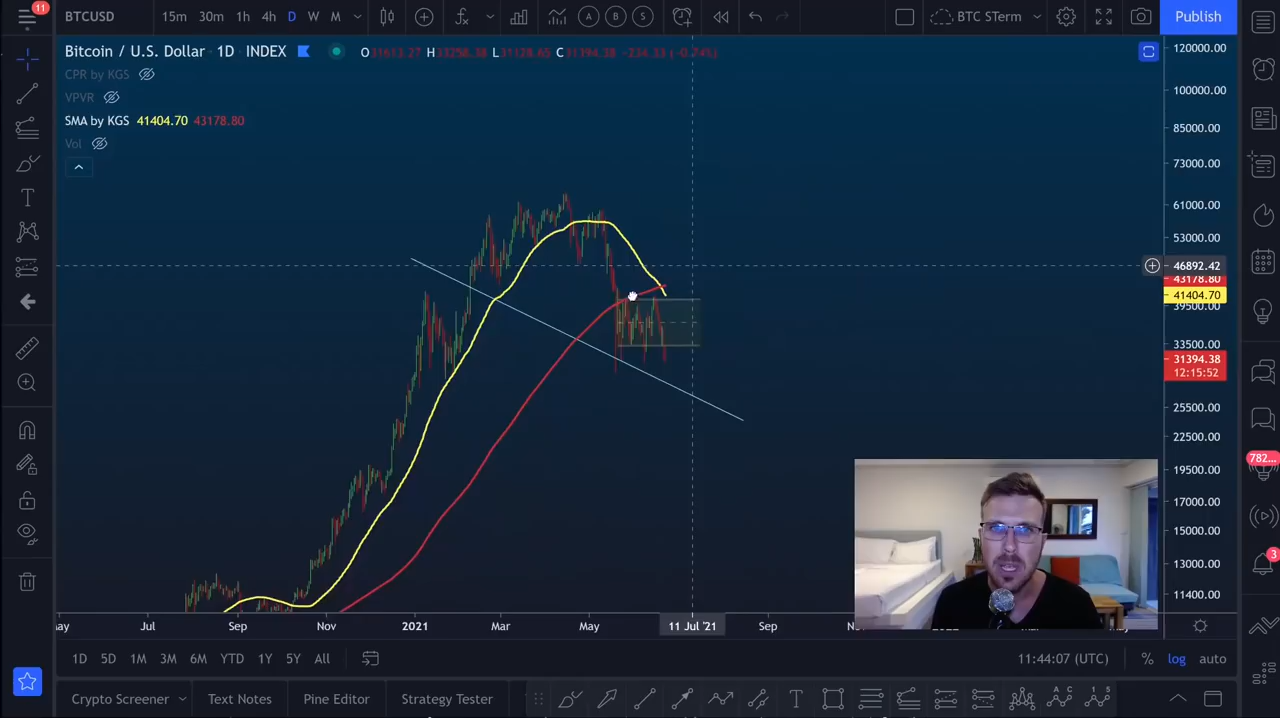 11
BTCUSD 15m 30m 1h 4h D W M BTC STerm Publish
Bitcoin / U.S. Dollar · 1D INDEX
CPR by KGS
VPVR
SMA by KGS 41404.70 43178.80
Vol
120000.00
100000.00
85000.00
73000.00
61000.00
53000.00
46892.42
43178.80
41404.70
39500.00
33500.00
31394.38
12:15:52
25500.00
22500.00
19500.00
17000.00
15000.00
13000.00
11400.00
782...
3
Jul Sep Nov 2021 Mar May 11 Jul '21 Sep
1D 5D 1M 3M 6M YTD 1Y 5Y All 11:44:07 (UTC) % log auto
Crypto Screener Text Notes Pine Editor Strategy Tester